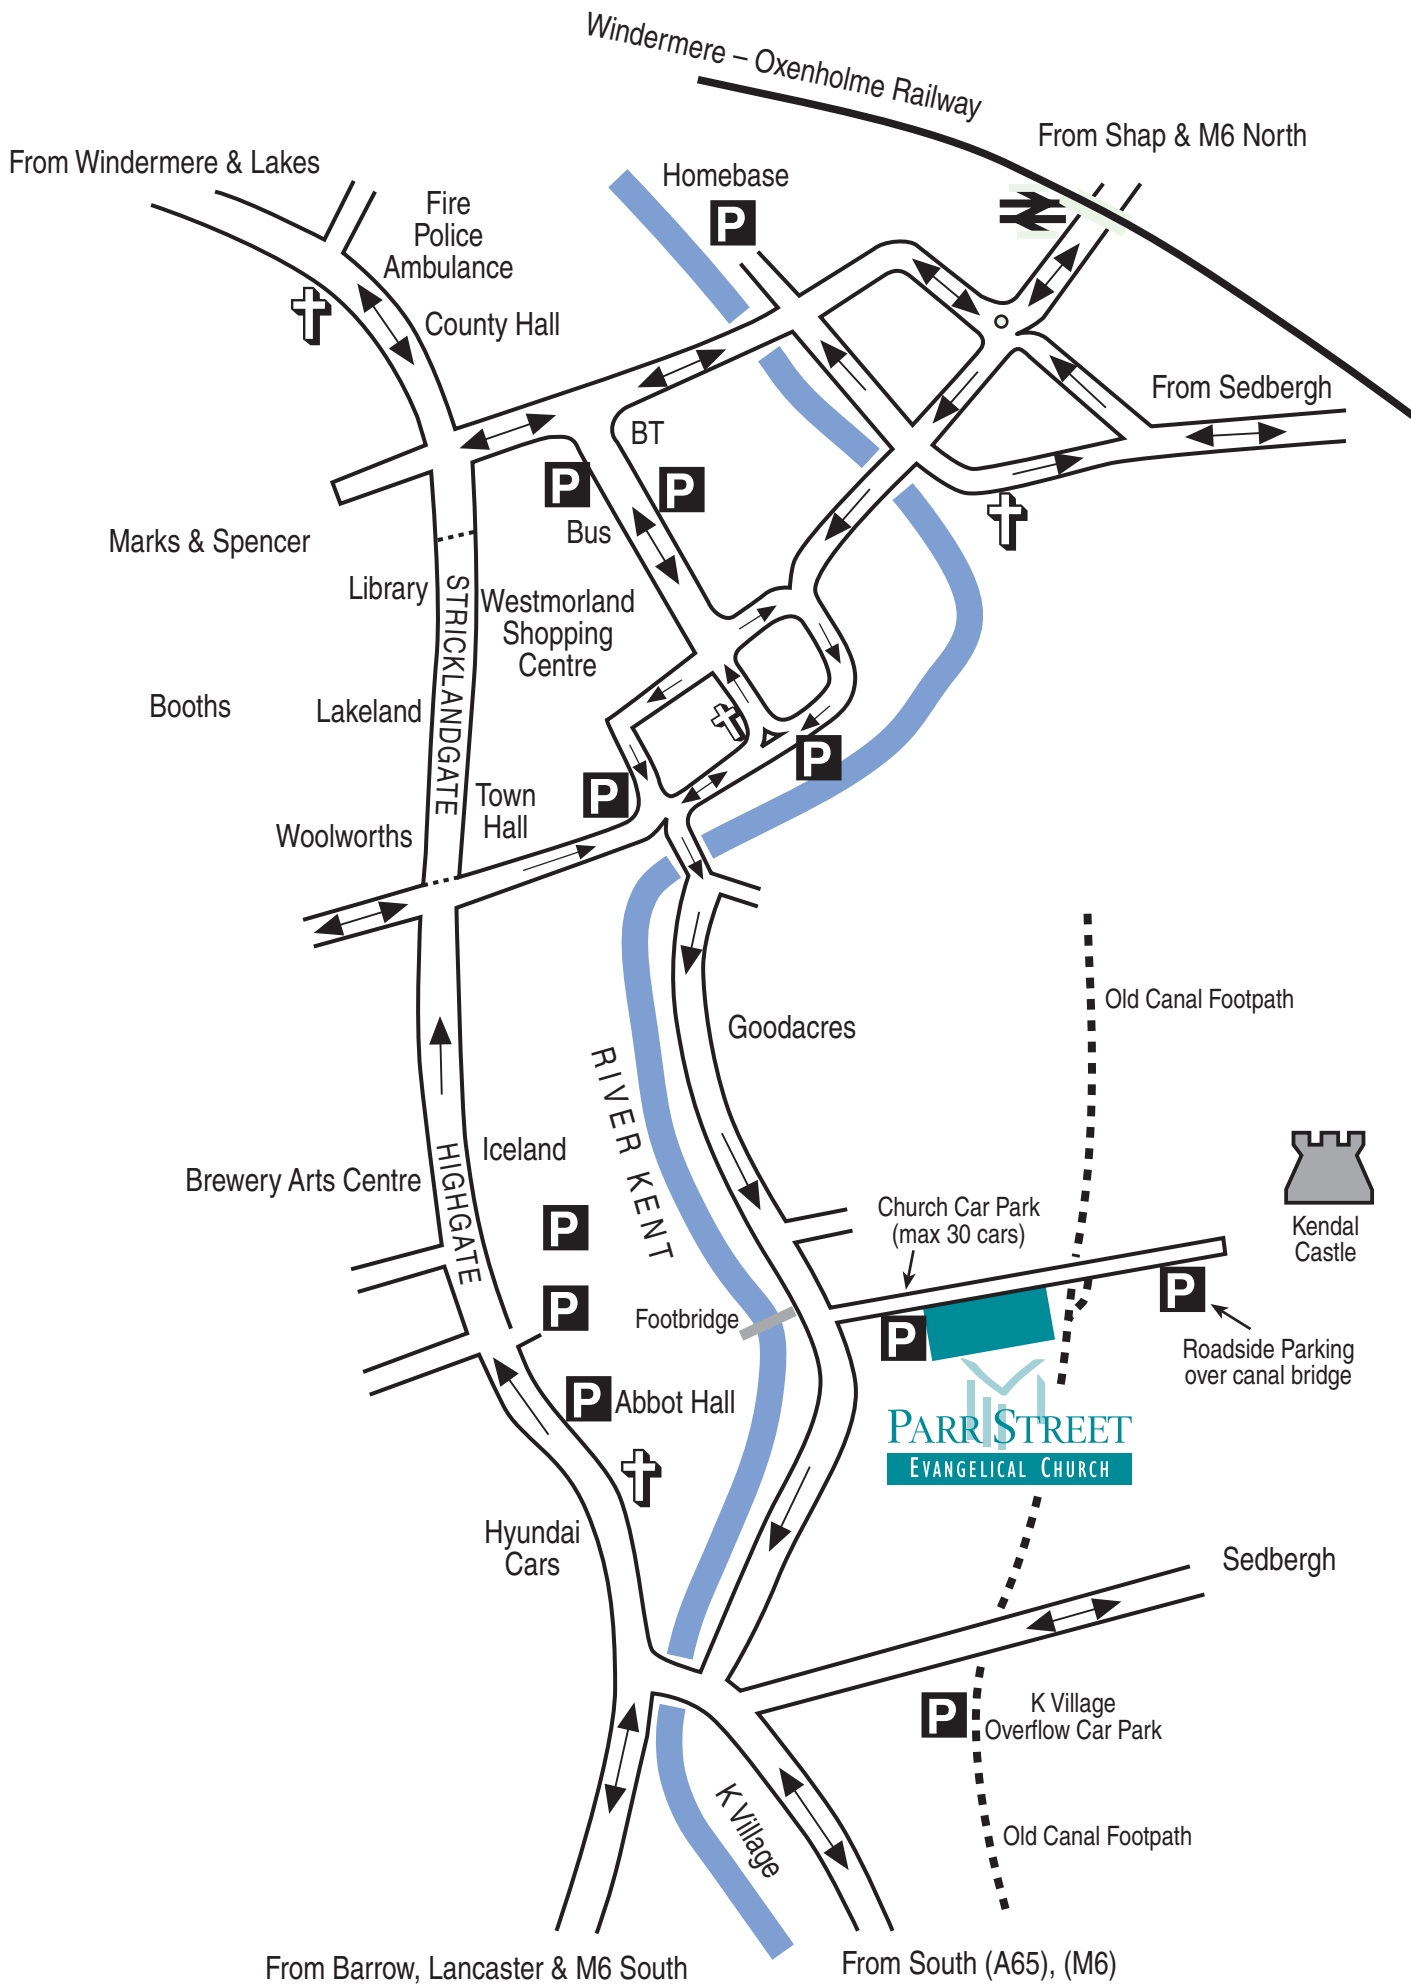 Windermere – Oxenholme Railway
From Shap & M6 North
From Windermere & Lakes
Homebase
P
Fire
Police
Ambulance
County Hall
From Sedbergh
BT
P
P
Bus
Marks & Spencer
Library
STRICKLANDGATE
Westmorland
Shopping
Centre
Booths
Lakeland
P
P
Town
Hall
Woolworths
Old Canal Footpath
Goodacres
RIVER KENT
Iceland
Brewery Arts Centre
HIGHGATE
P
Church Car Park
(max 30 cars)
Kendal
Castle
P
P
Footbridge
P
Roadside Parking
over canal bridge
P
Abbot Hall
PARR STREET
EVANGELICAL CHURCH
Hyundai
Cars
Sedbergh
P
K Village
Overflow Car Park
K Village
Old Canal Footpath
From Barrow, Lancaster & M6 South
From South (A65), (M6)